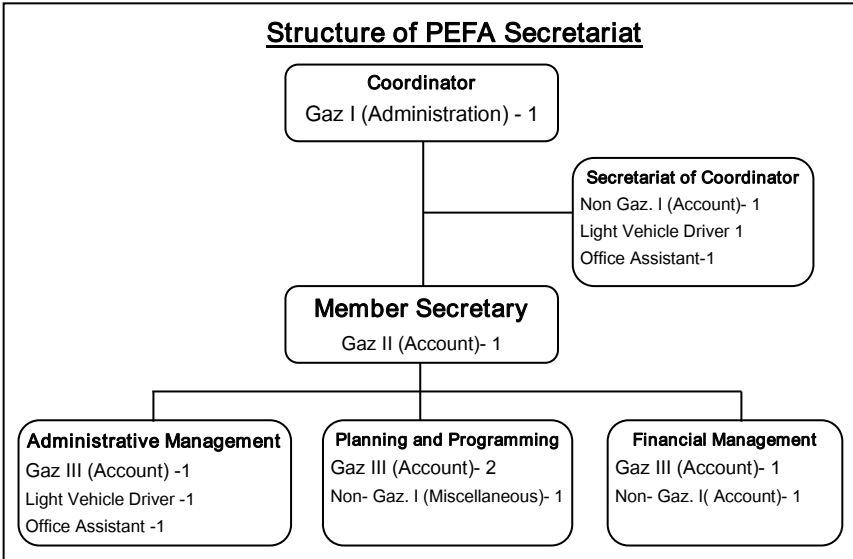 Structure of PEFA Secretariat
Coordinator
Gaz I (Administration) - 1
Secretariat of Coordinator
Non Gaz. I (Account)- 1
Light Vehicle Driver 1
Office Assistant-1
Member Secretary
Gaz II (Account)- 1
Administrative Management
Gaz III (Account) -1
Light Vehicle Driver -1
Office Assistant -1
Planning and Programming
Gaz III (Account)- 2
Non- Gaz. I (Miscellaneous)- 1
Financial Management
Gaz III (Account)- 1
Non- Gaz. I( Account)- 1